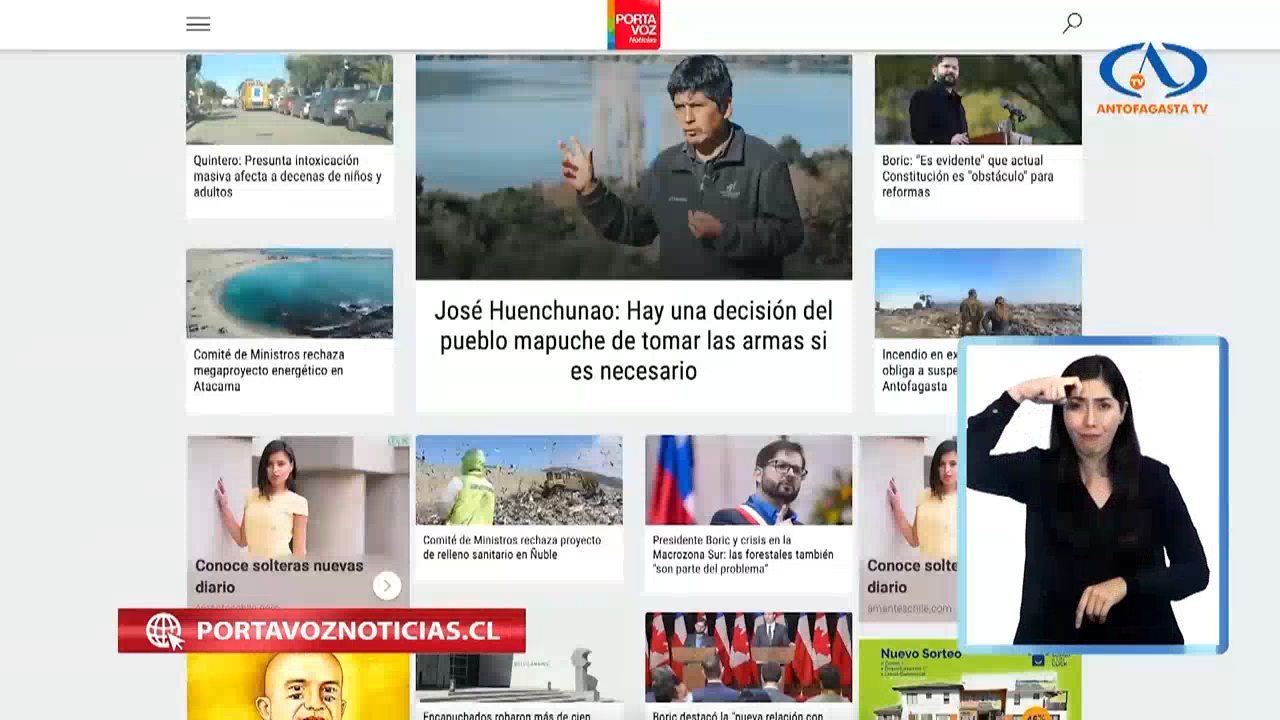 PORTA
VOZ
Noticias
TV
ANTOFAGASTA TV
Quintero: Presunta intoxicación
masiva afecta a decenas de niños y
adultos
José Huenchunao: Hay una decisión del
pueblo mapuche de tomar las armas si
es necesario
Boric: "Es evidente" que actual
Constitución es "obstáculo" para
reformas
Comité de Ministros rechaza
megaproyecto energético en
Atacama
Incendio en ex
obliga a suspe
Antofagasta
Conoce solteras nuevas
diario
Comité de Ministros rechaza proyecto
de relleno sanitario en Ñuble
Presidente Boric y crisis en la
Macrozona Sur: las forestales también
"son parte del problema"
Conoce solte
diario
amanteschile.com
PORTAVOZNOTICIAS.CL
Encapuchados robaron más de cien
Boric destacó la "nueva relación con
Nuevo Sorteo